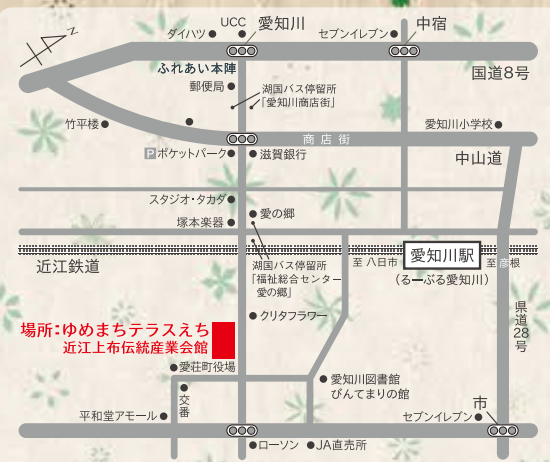 N
UCC
愛知川
中宿
ダイハツ
セブンイレブン
ふれあい本陣
国道8号
郵便局
湖国バス停留所
「愛知川商店街」
竹平楼
愛知川小学校
商店街
Pポケットパーク
滋賀銀行
中山道
スタジオ・タカダ
愛の郷
塚本楽器
近江鉄道
湖国バス停留所
「福祉総合センター
愛の郷」
至 八日市
愛知川駅
至 彦根
(るーぶる愛知川)
クリタフラワー
県道28号
場所:ゆめまちテラスえち
近江上布伝統産業会館
愛荘町役場
交番
愛知川図書館
びんてまりの館
市
平和堂アモール
セブンイレブン
ローソン
JA直売所